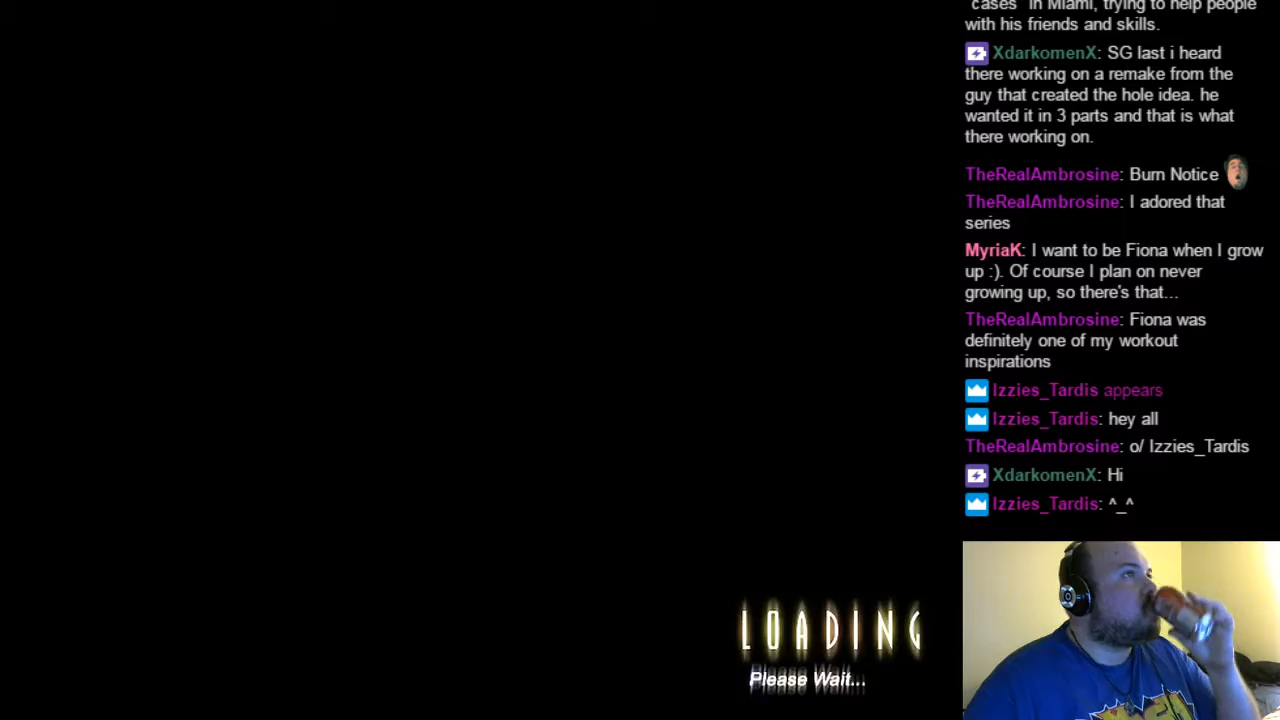 "cases" in Miami, trying to help people
with his friends and skills.
XdarkomenX: SG last i heard
there working on a remake from the
guy that created the hole idea. he
wanted it in 3 parts and that is what
there working on.
TheRealAmbrosine: Burn Notice
TheRealAmbrosine: I adored that
series
MyriaK: I want to be Fiona when I grow
up :). Of course I plan on never
growing up, so there's that...
TheRealAmbrosine: Fiona was
definitely one of my workout
inspirations
Izzies_Tardis appears
Izzies_Tardis: hey all
TheRealAmbrosine: o/ Izzies_Tardis
XdarkomenX: Hi
Izzies_Tardis: ^_^
LOADING
Please Wait...